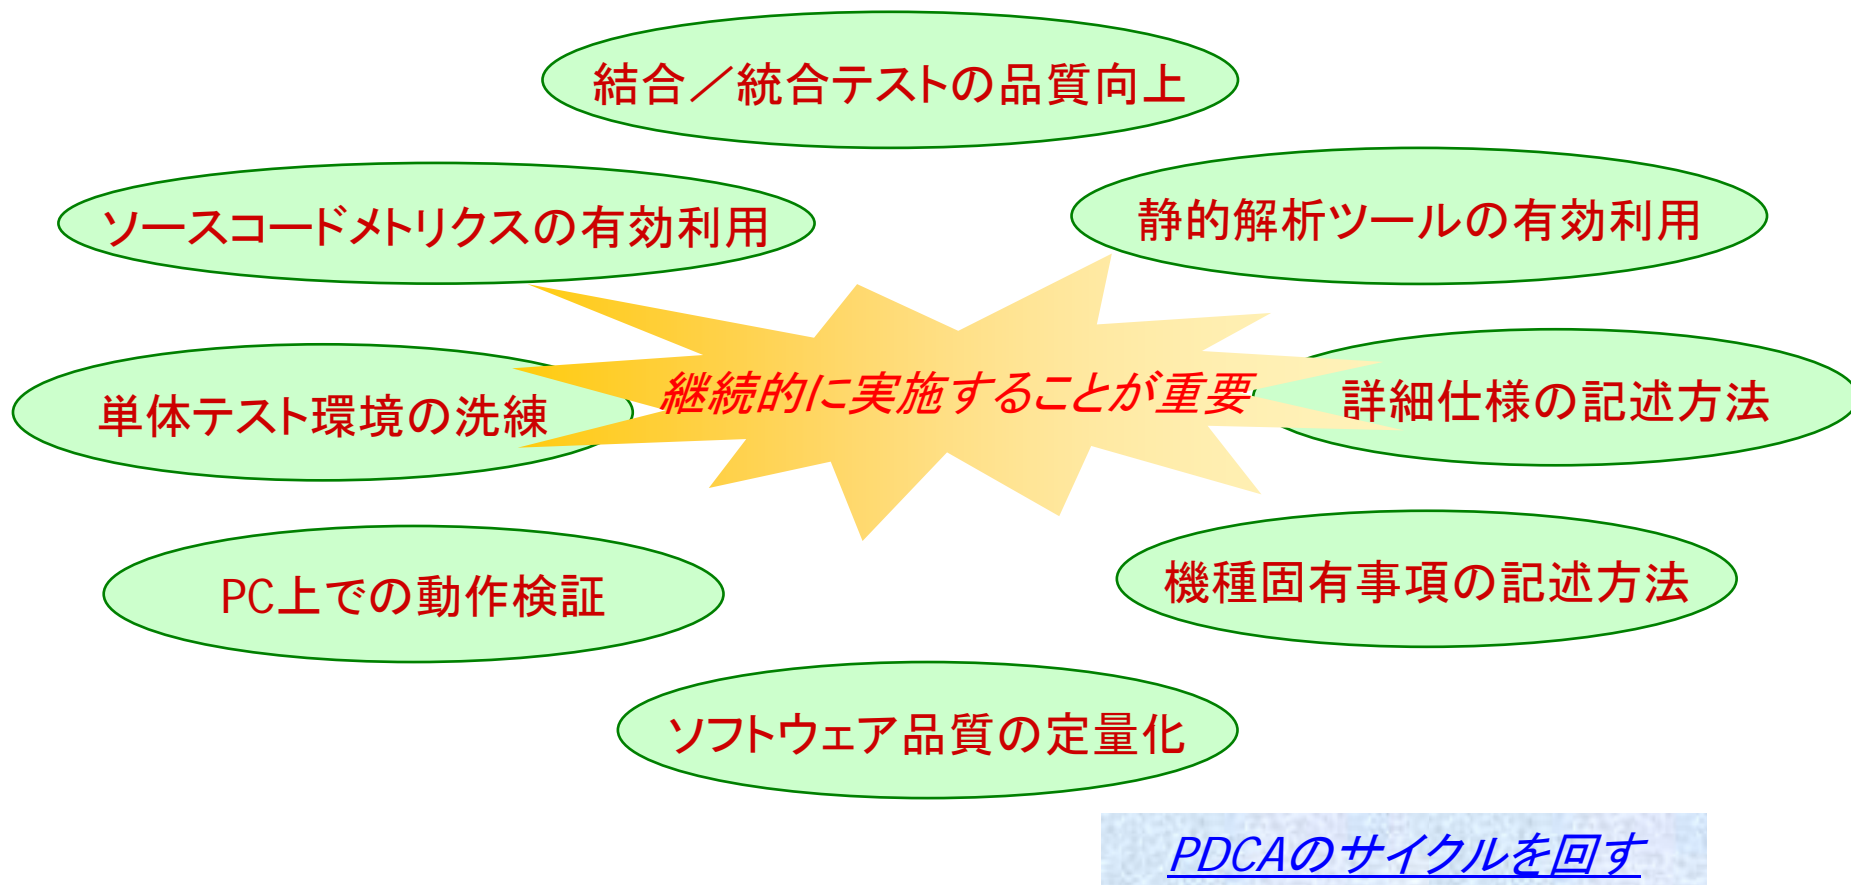 結合／統合テストの品質向上
ソースコードメトリクスの有効利用
静的解析ツールの有効利用
継続的に実施することが重要
単体テスト環境の洗練
詳細仕様の記述方法
PC上での動作検証
機種固有事項の記述方法
ソフトウェア品質の定量化
PDCAのサイクルを回す